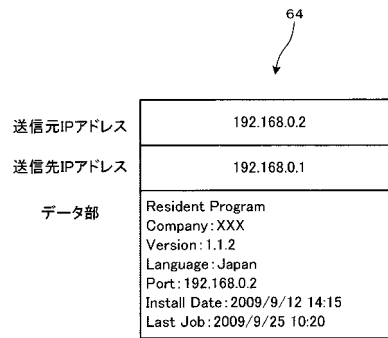 64
送信元IPアドレス 192.168.0.2
送信先IPアドレス 192.168.0.1
データ部 Resident Program
Company:XXX
Version:1.1.2
Language:Japan
Port:192.168.0.2
Install Date:2009/9/12 14:15
Last Job:2009/9/25 10:20